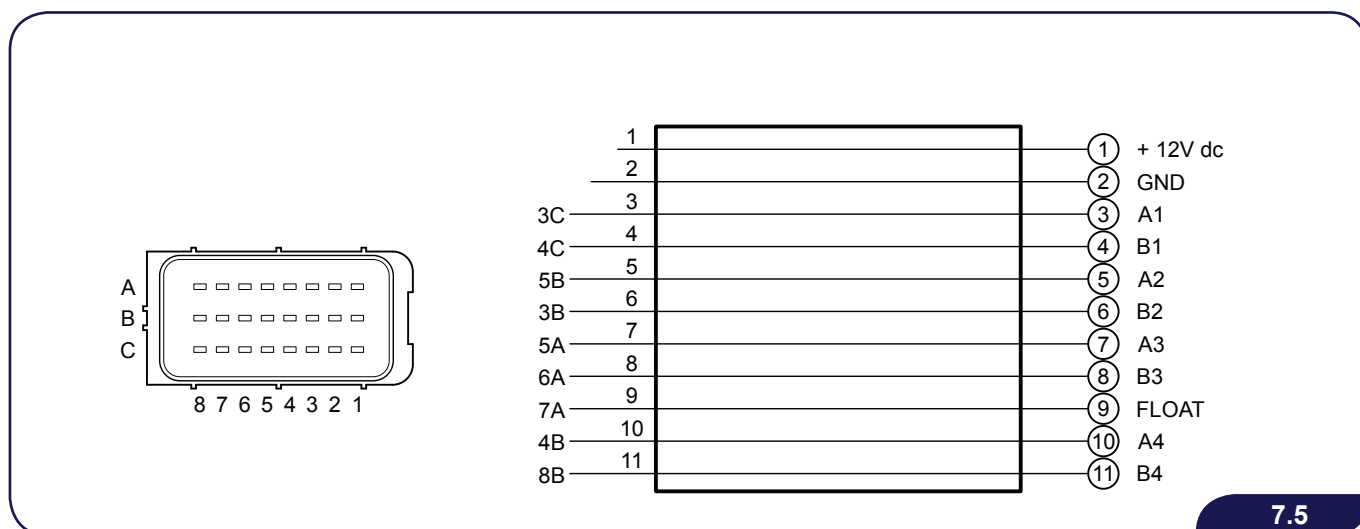 A
B
C
8 7 6 5 4 3 2 1
1 1 + 12V dc
2 2 GND
3C 3 3 A1
4C 4 4 B1
5B 5 5 A2
3B 6 6 B2
5A 7 7 A3
6A 8 8 B3
7A 9 9 FLOAT
4B 10 10 A4
8B 11 11 B4
7.5